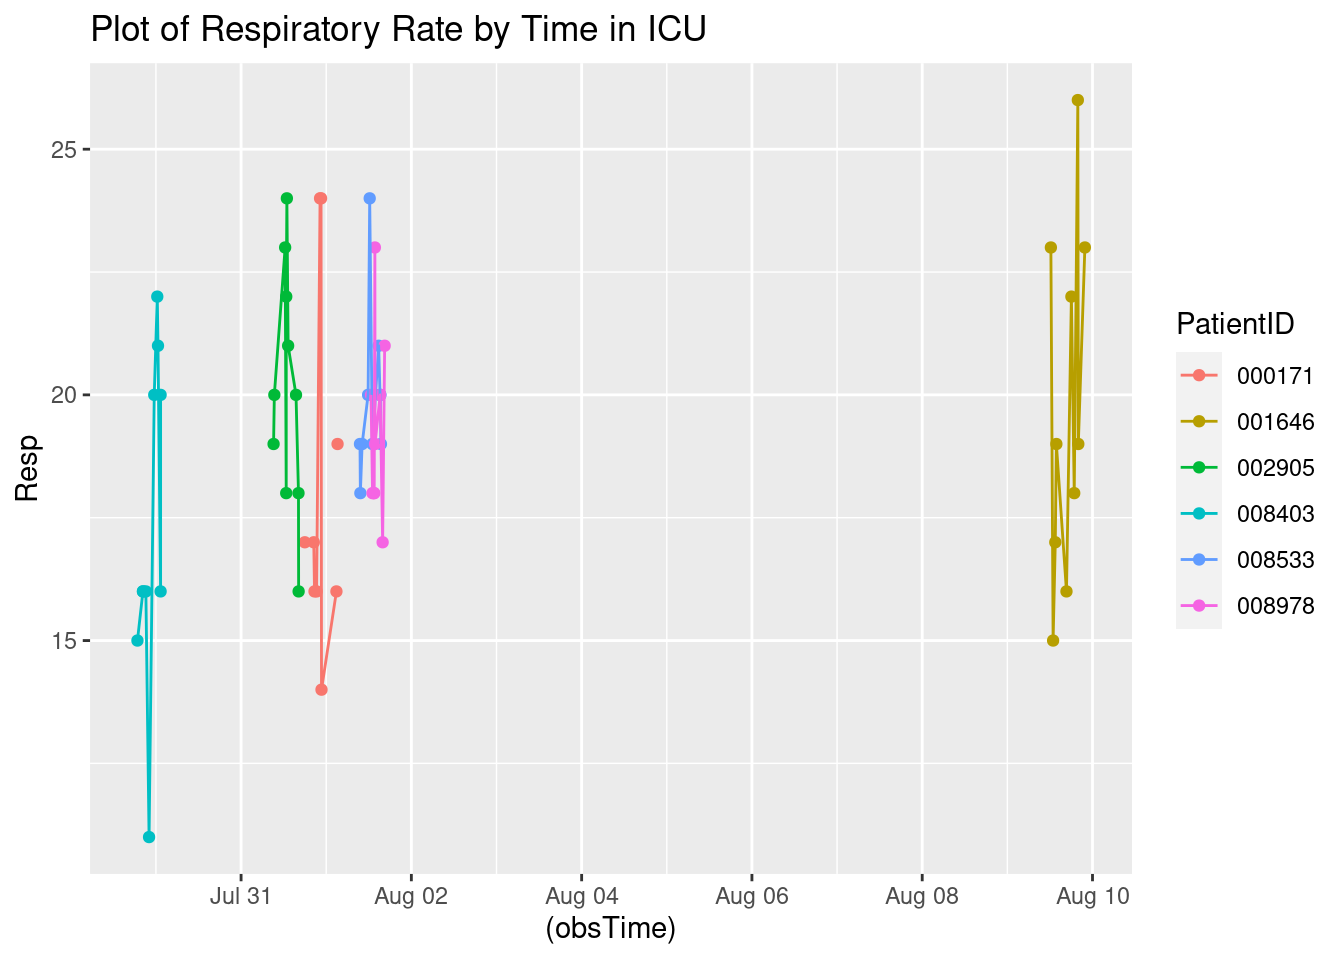 Plot of Respiratory Rate by Time in ICU
25
20
15
Resp
Jul 31 Aug 02 Aug 04 Aug 06 Aug 08 Aug 10
(obsTime)
PatientID
000171
001646
002905
008403
008533
008978